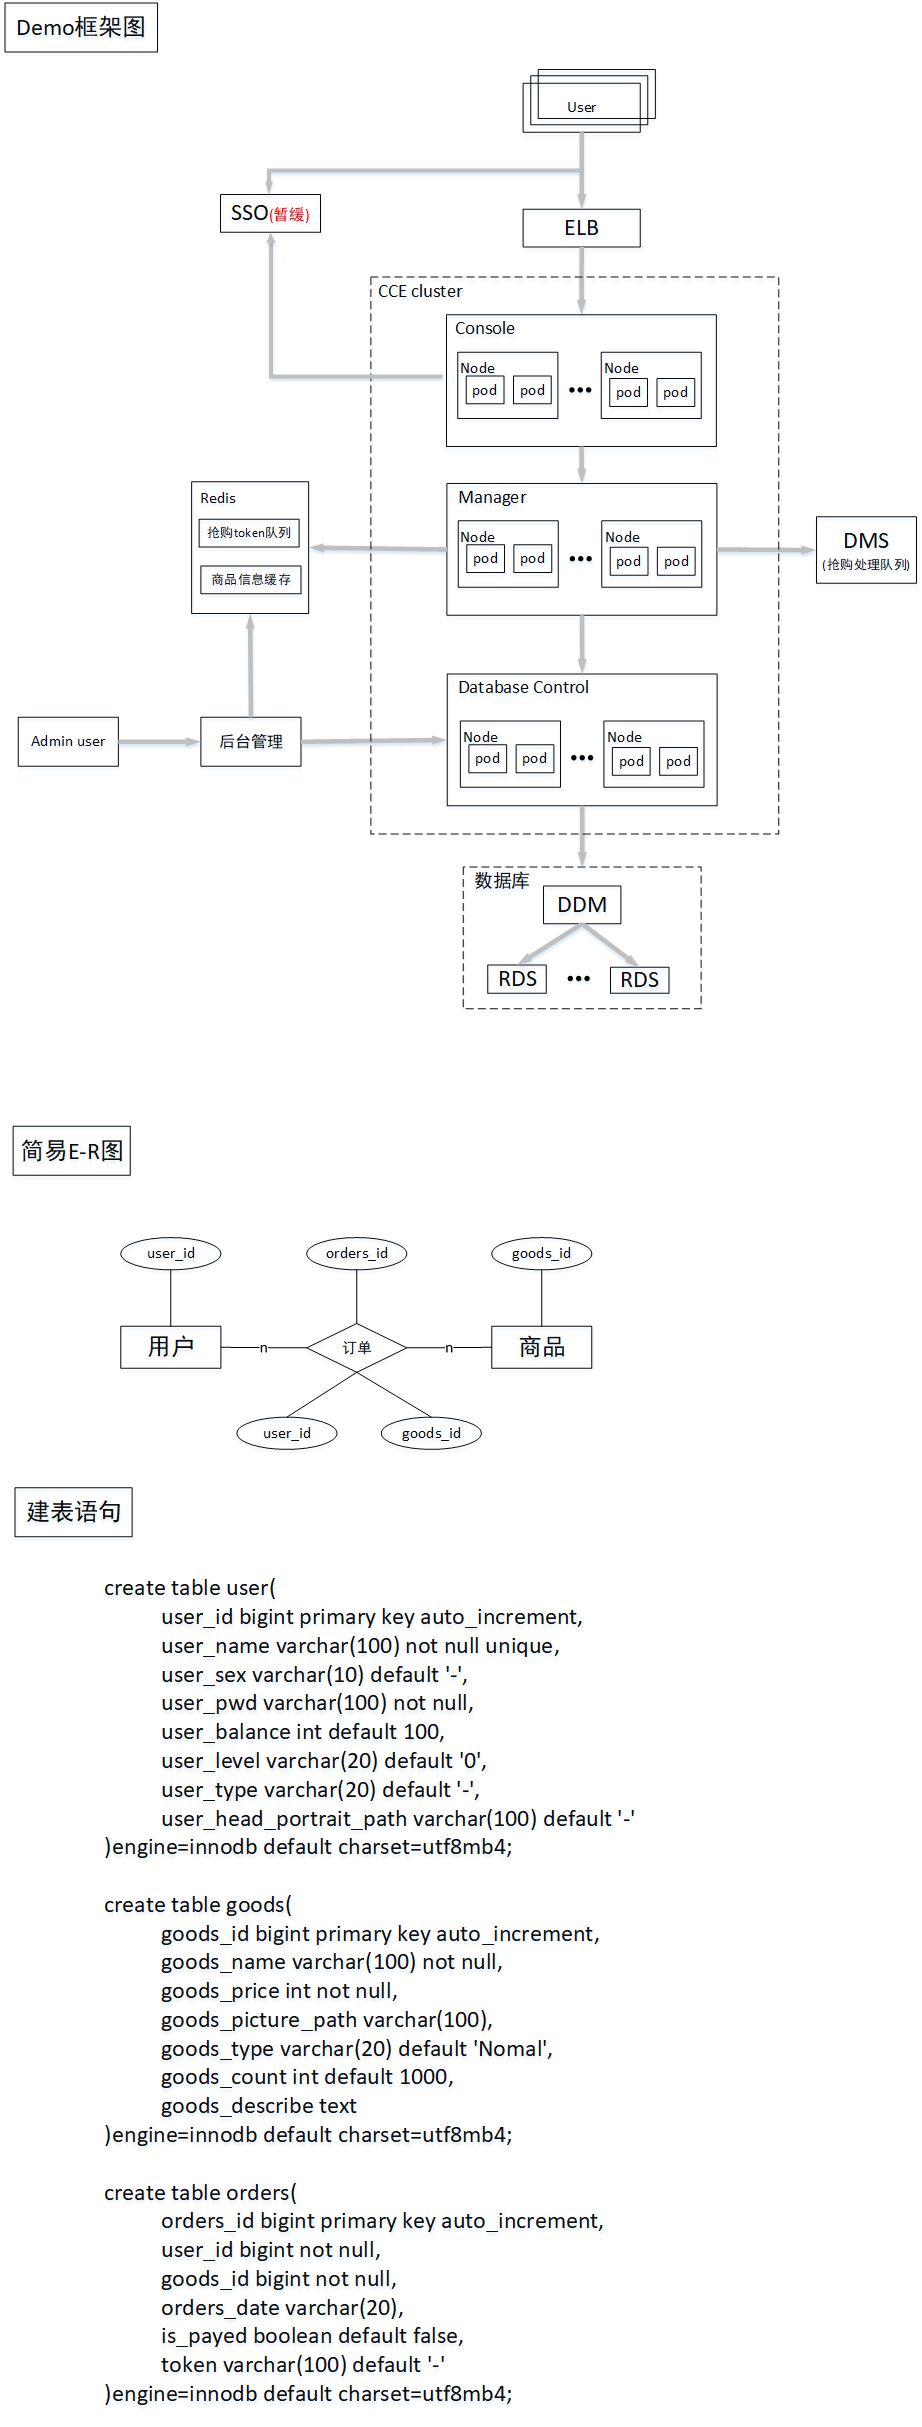 Demo框架图
User
SSO(暂缓)
ELB
CCE cluster
Console
Node
pod
pod
•••
Node
pod
pod
Redis
抢购token队列
商品信息缓存
Manager
Node
pod
pod
•••
Node
pod
pod
DMS
(抢购处理队列)
Admin user
后台管理
Database Control
Node
pod
pod
•••
Node
pod
pod
数据库
DDM
RDS
•••
RDS
简易E-R图
user_id
orders_id
goods_id
用户
n
订单
n
商品
user_id
goods_id
建表语句
create table user(
user_id bigint primary key auto_increment,
user_name varchar(100) not null unique,
user_sex varchar(10) default '-',
user_pwd varchar(100) not null,
user_balance int default 100,
user_level varchar(20) default '0',
user_type varchar(20) default '-',
user_head_portrait_path varchar(100) default '-'
)engine=innodb default charset=utf8mb4;
create table goods(
goods_id bigint primary key auto_increment,
goods_name varchar(100) not null,
goods_price int not null,
goods_picture_path varchar(100),
goods_type varchar(20) default 'Nomal',
goods_count int default 1000,
goods_describe text
)engine=innodb default charset=utf8mb4;
create table orders(
orders_id bigint primary key auto_increment,
user_id bigint not null,
goods_id bigint not null,
orders_date varchar(20),
is_payed boolean default false,
token varchar(100) default '-'
)engine=innodb default charset=utf8mb4;